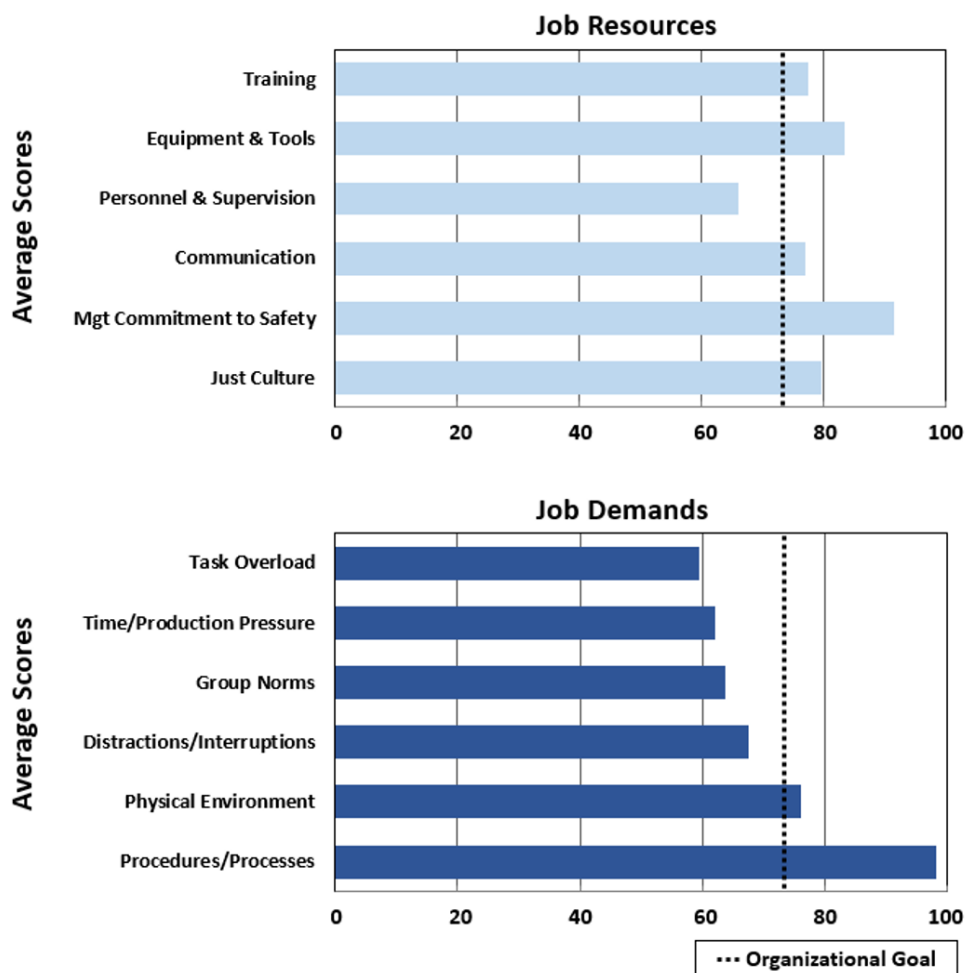 Job Resources
Average Scores
Training
Equipment & Tools
Personnel & Supervision
Communication
Mgt Commitment to Safety
Just Culture
0 20 40 60 80 100
Job Demands
Average Scores
Task Overload
Time/Production Pressure
Group Norms
Distractions/Interruptions
Physical Environment
Procedures/Processes
0 20 40 60 80 100
Organizational Goal